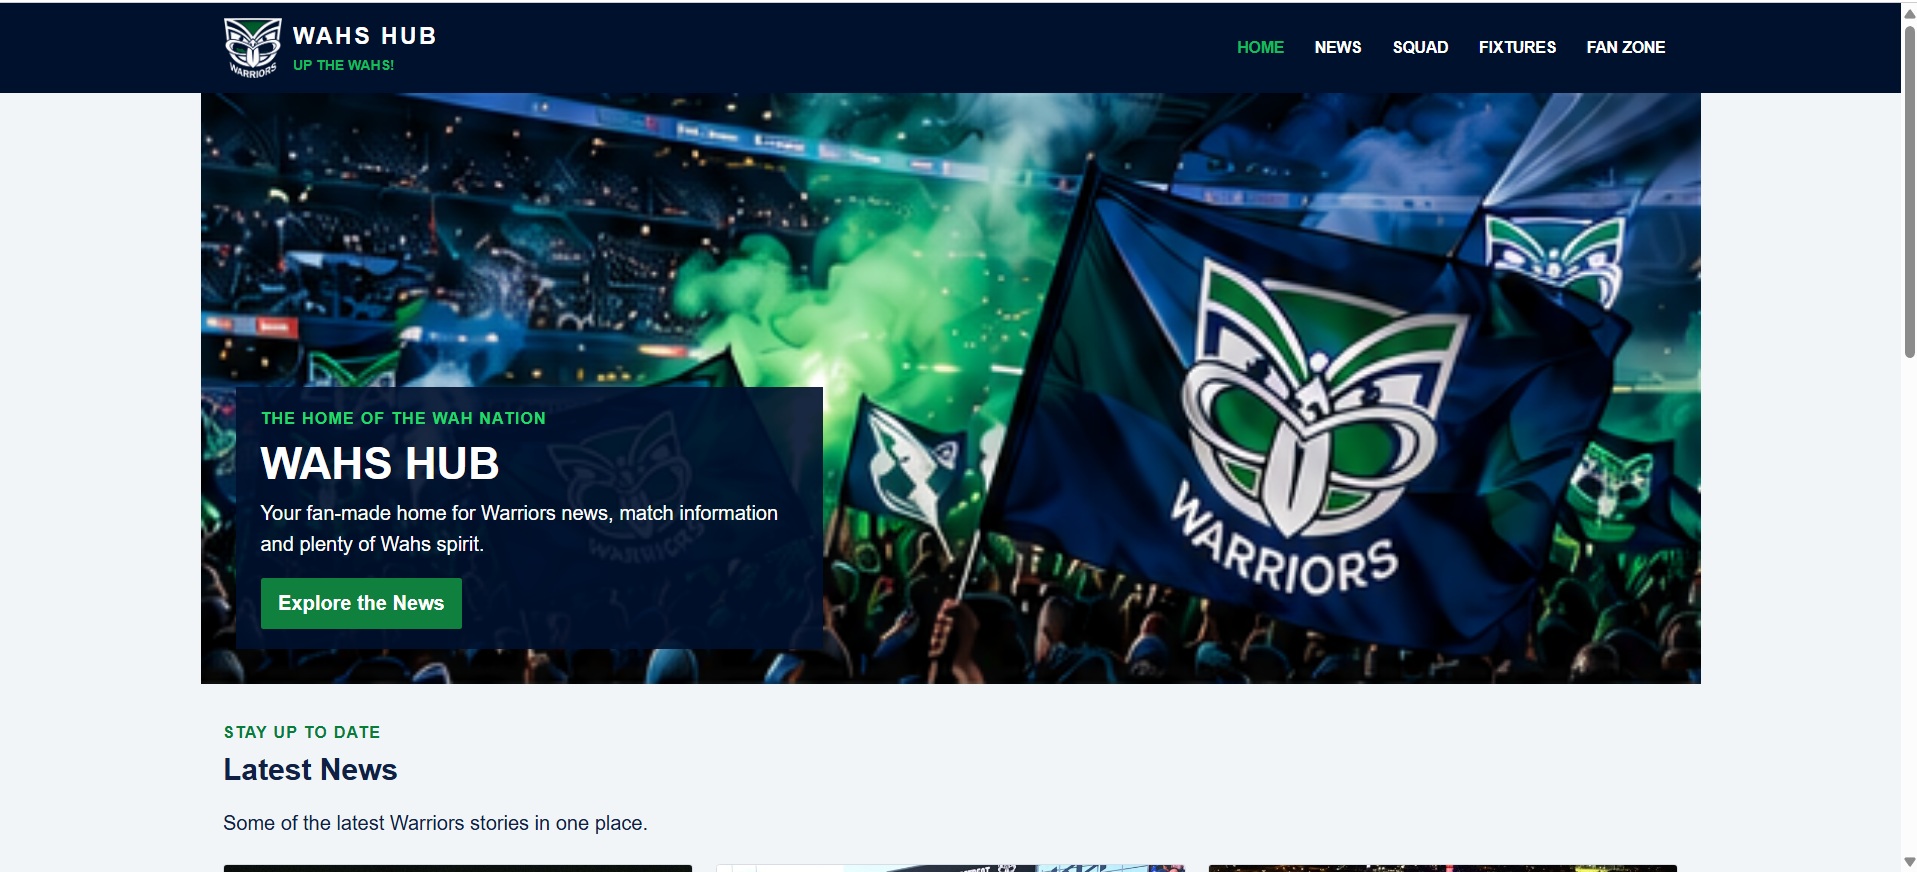 WAHS HUB
UP THE WAHS!
WARRIORS
HOME NEWS SQUAD FIXTURES FAN ZONE
THE HOME OF THE WAH NATION
WAHS HUB
Your fan-made home for Warriors news, match information
and plenty of Wahs spirit.
WARRIORS
Explore the News
WARRIORS
STAY UP TO DATE
Latest News
Some of the latest Warriors stories in one place.